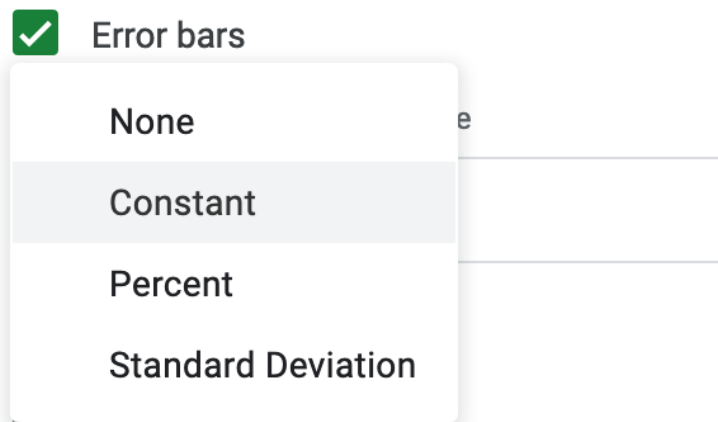 Error bars
None
Constant
Percent
Standard Deviation